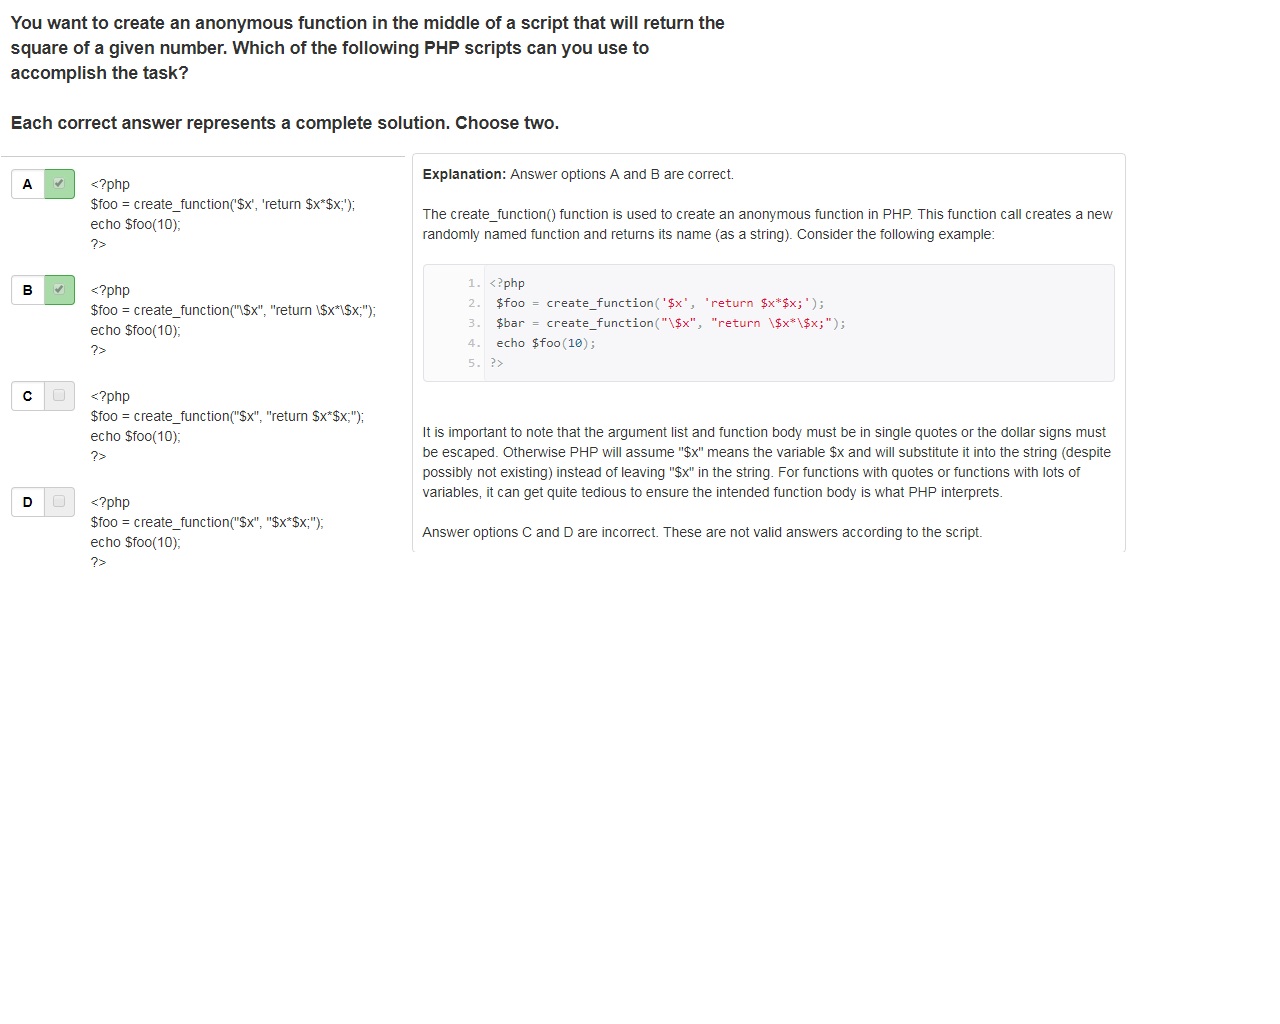 You want to create an anonymous function in the middle of a script that will return the
square of a given number. Which of the following PHP scripts can you use to
accomplish the task?
Each correct answer represents a complete solution. Choose two.
A
<?php
$foo = create_function('$x', 'return $x*$x;');
echo $foo(10);
?>
B
<?php
$foo = create_function("\$x", "return \$x*\$x;");
echo $foo(10);
?>
C
<?php
$foo = create_function("$x", "return $x*$x;");
echo $foo(10);
?>
D
<?php
$foo = create_function("$x", "$x*$x;");
echo $foo(10);
?>
Explanation: Answer options A and B are correct.
The create_function() function is used to create an anonymous function in PHP. This function call creates a new
randomly named function and returns its name (as a string). Consider the following example:
1. <?php
2. $foo = create_function('$x', 'return $x*$x;');
3. $bar = create_function("\$x", "return \$x*\$x;");
4. echo $foo(10);
5. ?>
It is important to note that the argument list and function body must be in single quotes or the dollar signs must
be escaped. Otherwise PHP will assume "$x" means the variable $x and will substitute it into the string (despite
possibly not existing) instead of leaving "$x" in the string. For functions with quotes or functions with lots of
variables, it can get quite tedious to ensure the intended function body is what PHP interprets.
Answer options C and D are incorrect. These are not valid answers according to the script.